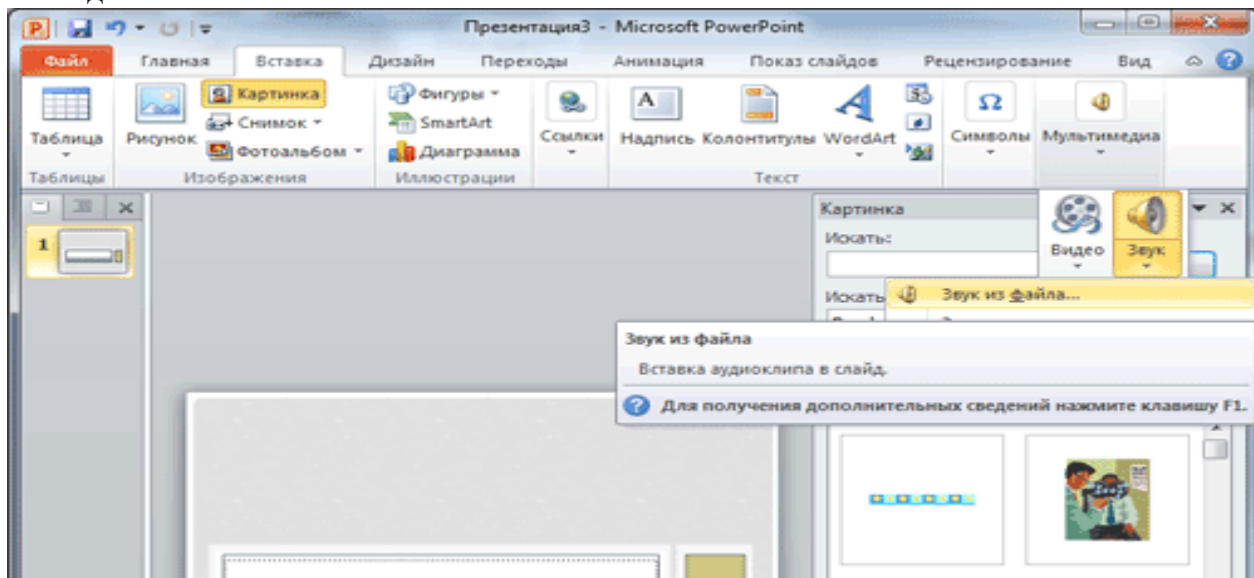 Презентация3 - Microsoft PowerPoint
Файл Главная Вставка Дизайн Переходы Анимация Показ слайдов Рецензирование Вид
Картинка Фигуры
Снимок SmartArt
Таблица Рисунок Фотоальбом Диаграмма Ссылки Надпись Колонтитулы WordArt Символы Мультимедиа
Таблицы Изображения Иллюстрации Текст
Картинка
Искать:
Видео Звук
1
Искать
Звук из файла...
Звук из файла
Вставка аудиоклипа в слайд.
Для получения дополнительных сведений нажмите клавишу F1.